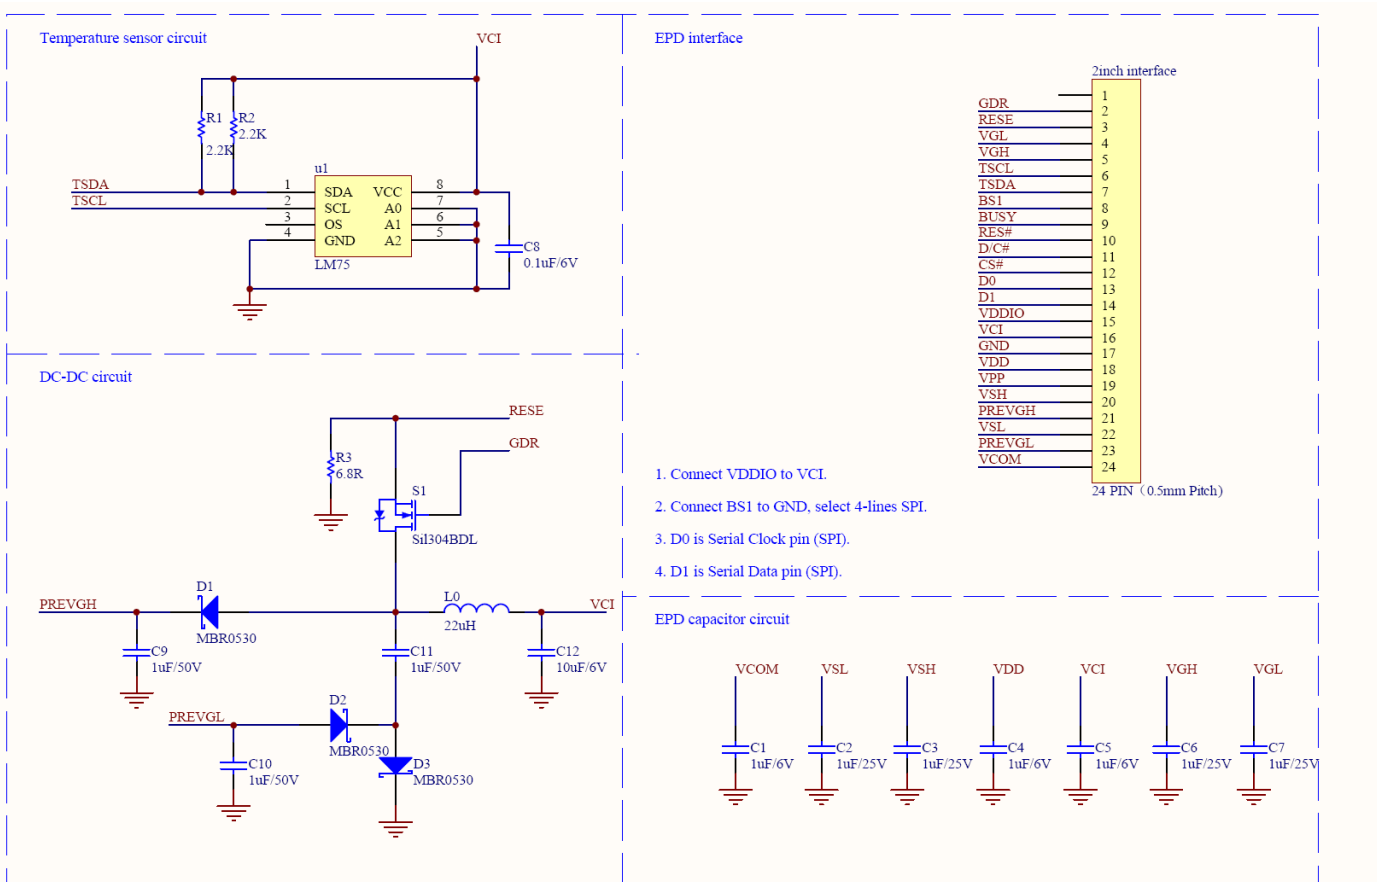 Temperature sensor circuit
VCI
R1
2.2K
R2
2.2K
u1
TSDA
TSCL
1
2
3
4
SDA
SCL
OS
GND
VCC
A0
A1
A2
8
7
6
5
LM75
C8
0.1uF/6V
DC-DC circuit
RESE
GDR
R3
6.8R
S1
Sil304BDL
PREVGH
D1
MBR0530
L0
22uH
VCI
C9
1uF/50V
C11
1uF/50V
C12
10uF/6V
PREVGL
D2
MBR0530
C10
1uF/50V
D3
MBR0530
EPD interface
2inch interface
1
GDR 2
RESE 3
VGL 4
VGH 5
TSCL 6
TSDA 7
BS1 8
BUSY 9
RES# 10
D/C# 11
CS# 12
D0 13
D1 14
VDDIO 15
VCI 16
GND 17
VDD 18
VPP 19
VSH 20
PREVGH 21
VSL 22
PREVGL 23
VCOM 24
24 PIN（0.5mm Pitch)
1. Connect VDDIO to VCI.
2. Connect BS1 to GND, select 4-lines SPI.
3. D0 is Serial Clock pin (SPI).
4. D1 is Serial Data pin (SPI).
EPD capacitor circuit
VCOM VSL VSH VDD VCI VGH VGL
C1 C2 C3 C4 C5 C6 C7
1uF/6V 1uF/25V 1uF/25V 1uF/6V 1uF/6V 1uF/25V 1uF/25V